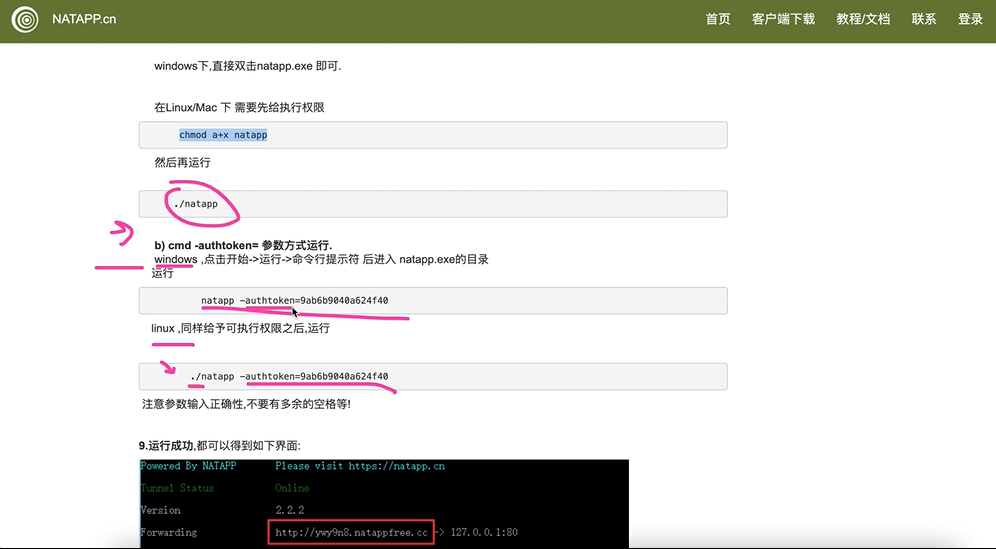 NATAPP.cn 首页 客户端下载 教程/文档 联系 登录
windows下,直接双击natapp.exe 即可.
在Linux/Mac 下 需要先给执行权限
chmod a+x natapp
然后再运行
./natapp
b) cmd -authtoken= 参数方式运行.
windows ,点击开始->运行->命令行提示符 后进入 natapp.exe的目录
运行
natapp -authtoken=9ab6b9040a624f40
linux ,同样给予可执行权限之后,运行
./natapp -authtoken=9ab6b9040a624f40
注意参数输入正确性,不要有多余的空格等!
9.运行成功,都可以得到如下界面:
Powered By NATAPP Please visit https://natapp.cn
Tunnel Status Online
Version 2.2.2
Forwarding http://ywy9n8.natappfree.cc -> 127.0.0.1:80